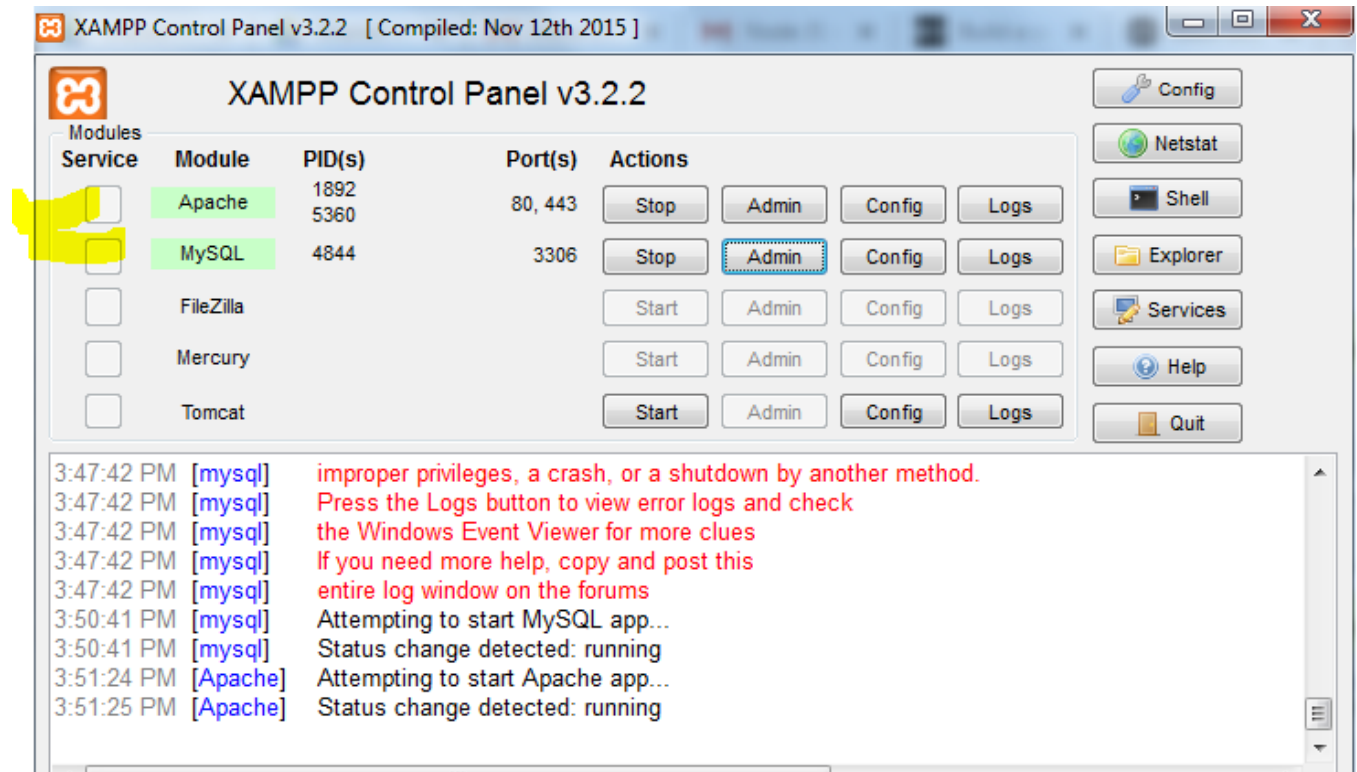 XAMPP Control Panel v3.2.2 [ Compiled: Nov 12th 2015 ]
XAMPP Control Panel v3.2.2
Config
Modules
Netstat
Service Module PID(s) Port(s) Actions
Apache 1892 5360 80, 443 Stop Admin Config Logs
Shell
MySQL 4844 3306 Stop Admin Config Logs
Explorer
FileZilla Start Admin Config Logs
Services
Mercury Start Admin Config Logs
Help
Tomcat Start Admin Config Logs
Quit
3:47:42 PM [mysql] improper privileges, a crash, or a shutdown by another method.
3:47:42 PM [mysql] Press the Logs button to view error logs and check
3:47:42 PM [mysql] the Windows Event Viewer for more clues
3:47:42 PM [mysql] If you need more help, copy and post this
3:47:42 PM [mysql] entire log window on the forums
3:50:41 PM [mysql] Attempting to start MySQL app...
3:50:41 PM [mysql] Status change detected: running
3:51:24 PM [Apache] Attempting to start Apache app...
3:51:25 PM [Apache] Status change detected: running